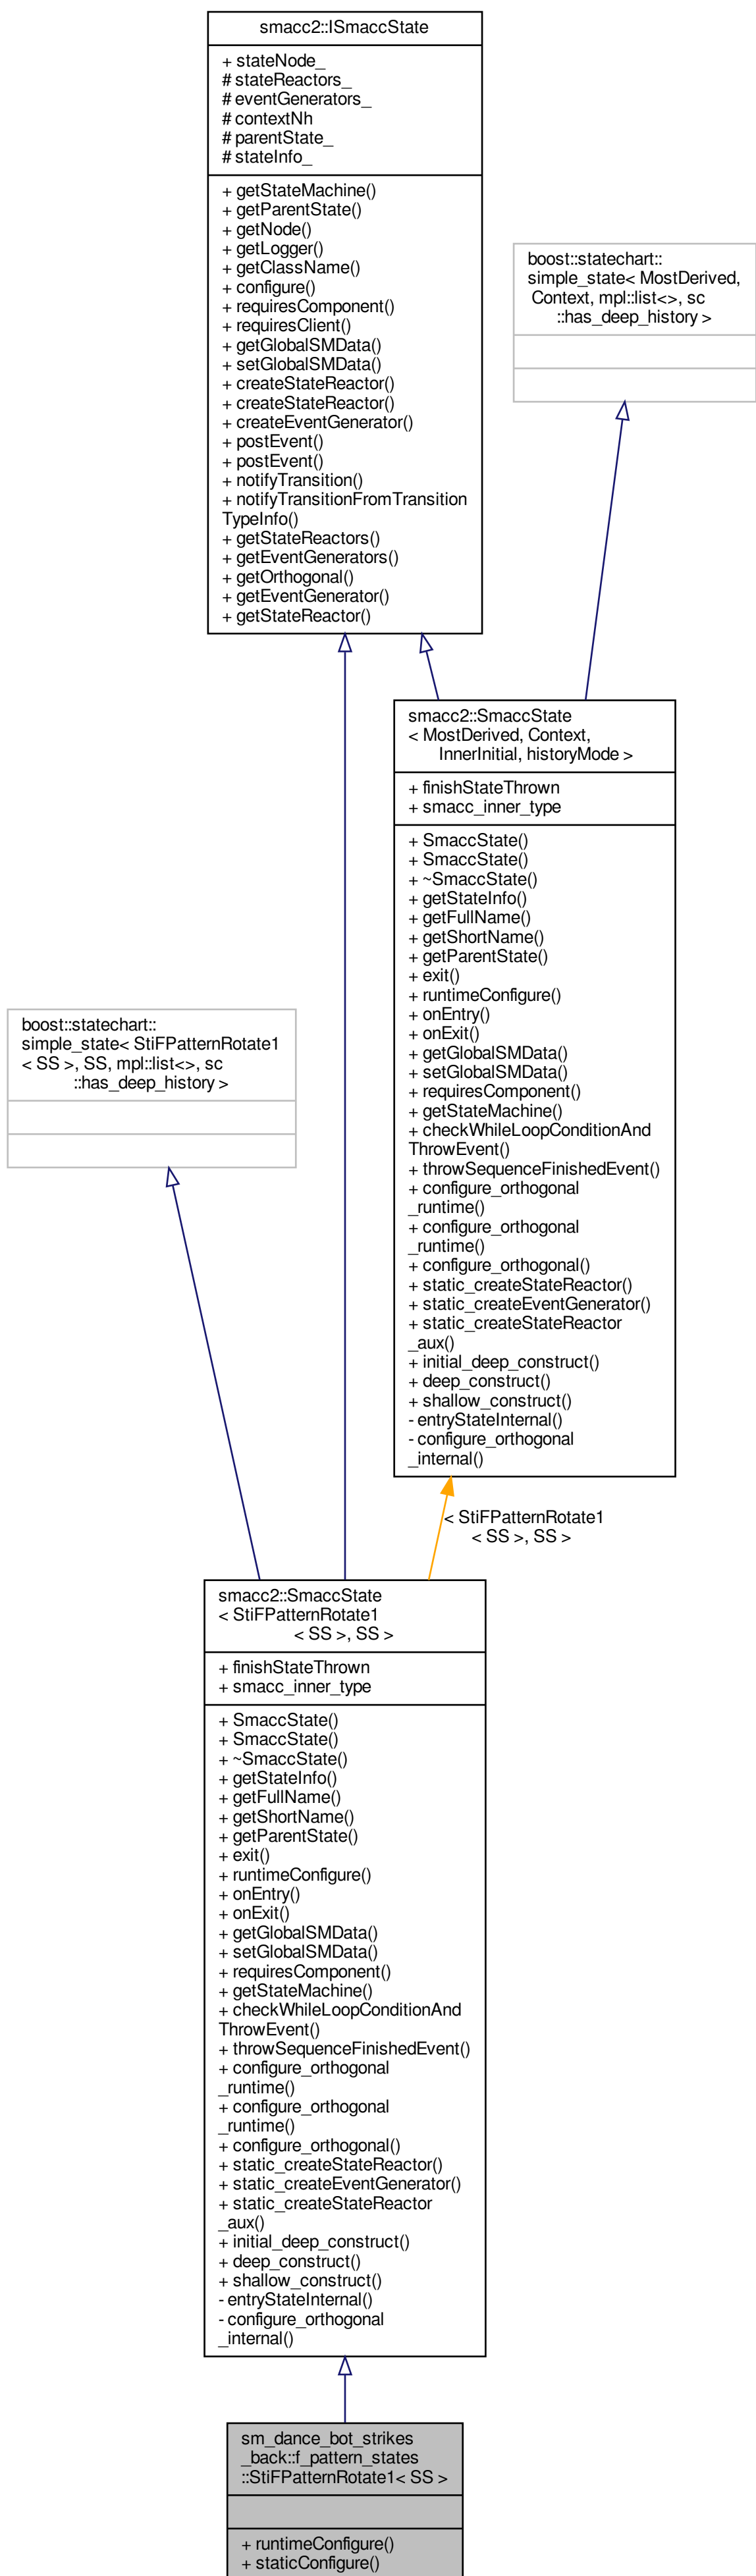 smacc2::ISmaccState
+ stateNode_
# stateReactors_
# eventGenerators_
# contextNh
# parentState_
# stateInfo_
+ getStateMachine()
+ getParentState()
+ getNode()
+ getLogger()
+ getClassName()
+ configure()
+ requiresComponent()
+ requiresClient()
+ getGlobalSMData()
+ setGlobalSMData()
+ createStateReactor()
+ createStateReactor()
+ createEventGenerator()
+ postEvent()
+ postEvent()
+ notifyTransition()
+ notifyTransitionFromTransition
TypeInfo()
+ getStateReactors()
+ getEventGenerators()
+ getOrthogonal()
+ getEventGenerator()
+ getStateReactor()
boost::statechart::
simple_state< MostDerived,
Context, mpl::list<>, sc
::has_deep_history >
smacc2::SmaccState
< MostDerived, Context,
InnerInitial, historyMode >
+ finishStateThrown
+ smacc_inner_type
+ SmaccState()
+ SmaccState()
+ ~SmaccState()
+ getStateInfo()
+ getFullName()
+ getShortName()
+ getParentState()
+ exit()
+ runtimeConfigure()
+ onEntry()
+ onExit()
+ getGlobalSMData()
+ setGlobalSMData()
+ requiresComponent()
+ getStateMachine()
+ checkWhileLoopConditionAnd
ThrowEvent()
+ throwSequenceFinishedEvent()
+ configure_orthogonal
_runtime()
+ configure_orthogonal
_runtime()
+ configure_orthogonal()
+ static_createStateReactor()
+ static_createEventGenerator()
+ static_createStateReactor
_aux()
+ initial_deep_construct()
+ deep_construct()
+ shallow_construct()
- entryStateInternal()
- configure_orthogonal
_internal()
boost::statechart::
simple_state< StiFPatternRotate1
< SS >, SS, mpl::list<>, sc
::has_deep_history >
< StiFPatternRotate1
< SS >, SS >
smacc2::SmaccState
< StiFPatternRotate1
< SS >, SS >
+ finishStateThrown
+ smacc_inner_type
+ SmaccState()
+ SmaccState()
+ ~SmaccState()
+ getStateInfo()
+ getFullName()
+ getShortName()
+ getParentState()
+ exit()
+ runtimeConfigure()
+ onEntry()
+ onExit()
+ getGlobalSMData()
+ setGlobalSMData()
+ requiresComponent()
+ getStateMachine()
+ checkWhileLoopConditionAnd
ThrowEvent()
+ throwSequenceFinishedEvent()
+ configure_orthogonal
_runtime()
+ configure_orthogonal
_runtime()
+ configure_orthogonal()
+ static_createStateReactor()
+ static_createEventGenerator()
+ static_createStateReactor
_aux()
+ initial_deep_construct()
+ deep_construct()
+ shallow_construct()
- entryStateInternal()
- configure_orthogonal
_internal()
sm_dance_bot_strikes
_back::f_pattern_states
::StiFPatternRotate1< SS >
+ runtimeConfigure()
+ staticConfigure()